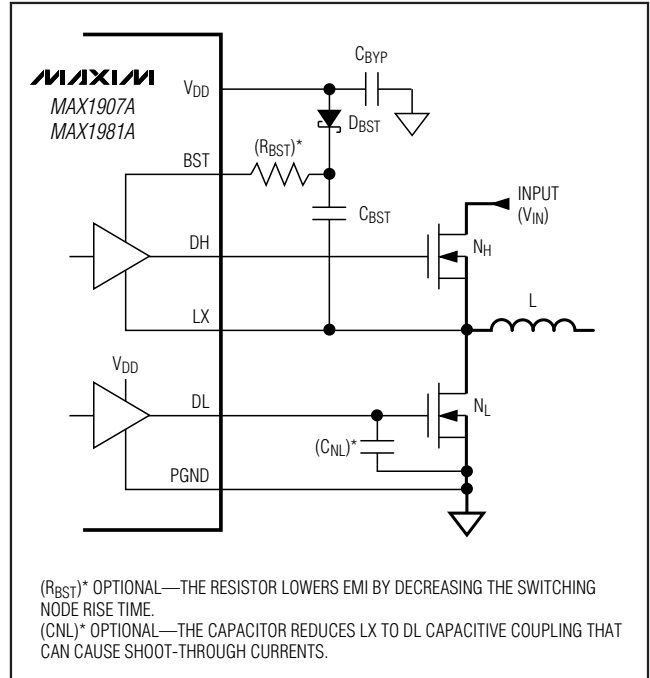 CBYP
MAXIM
VDD
MAX1907A
MAX1981A
DBST
(RBST)*
BST
INPUT
(VIN)
CBST
DH
NH
L
LX
VDD
DL
NL
(CNL)*
PGND
(RBST)* OPTIONAL—THE RESISTOR LOWERS EMI BY DECREASING THE SWITCHING
NODE RISE TIME.
(CNL)* OPTIONAL—THE CAPACITOR REDUCES LX TO DL CAPACITIVE COUPLING THAT
CAN CAUSE SHOOT-THROUGH CURRENTS.